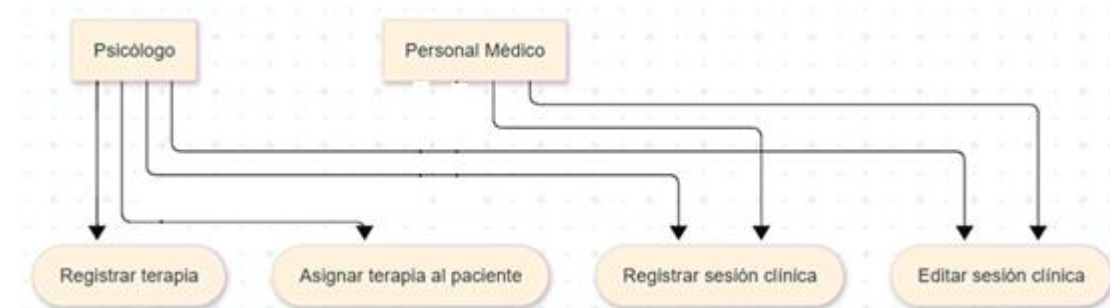 Psicólogo
Personal Médico
Registrar terapia
Asignar terapia al paciente
Registrar sesión clínica
Editar sesión clínica